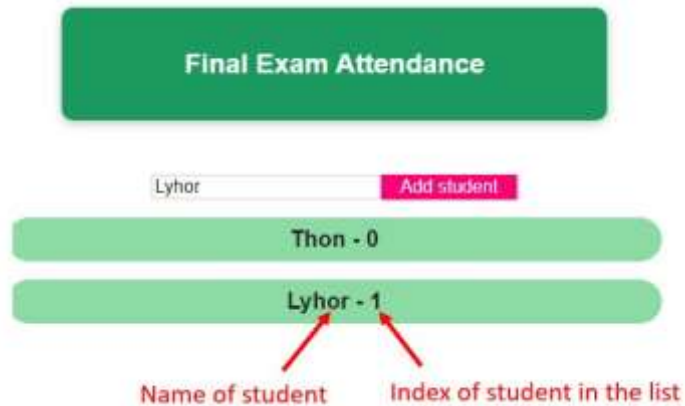 Final Exam Attendance
Lyhor Add student
Thon - 0
Lyhor - 1
Name of student Index of student in the list